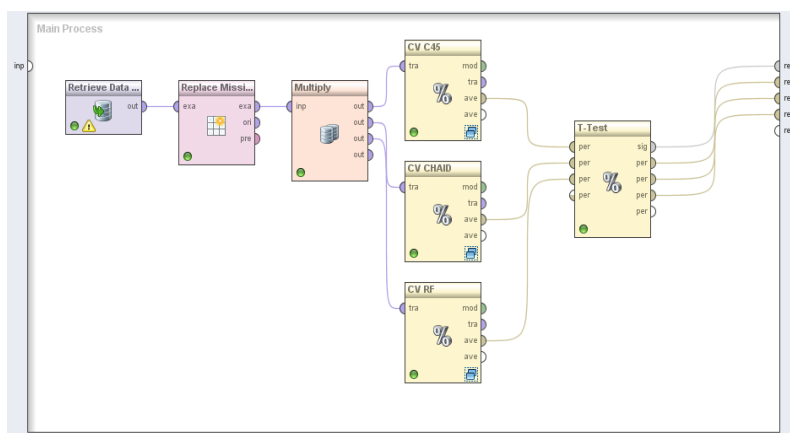 Main Process
inp
Retrieve Data ...
out
Replace Missi...
exa
exa
ori
pre
Multiply
inp
out
out
out
out
CV C45
tra
mod
tra
ave
ave
CV CHAID
tra
mod
tra
ave
ave
CV RF
tra
mod
tra
ave
ave
T-Test
per
sig
per
per
per
per
per
per
per
re
re
re
re
re